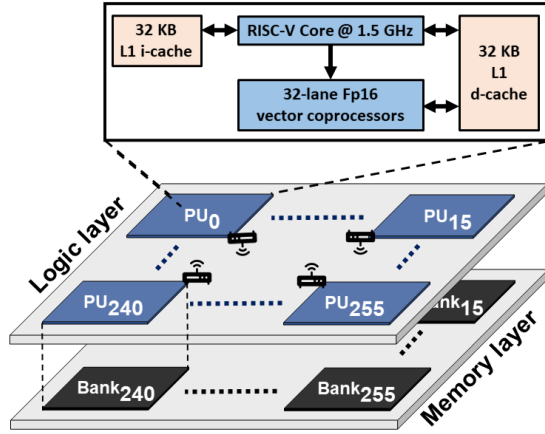 32 KB
L1 i-cache
RISC-V Core @ 1.5 GHz
32 KB
L1
d-cache
32-lane Fp16
vector coprocessors
Logic layer
PU0
PU15
PU240
PU255
Bank15
Bank240
Bank255
Memory layer